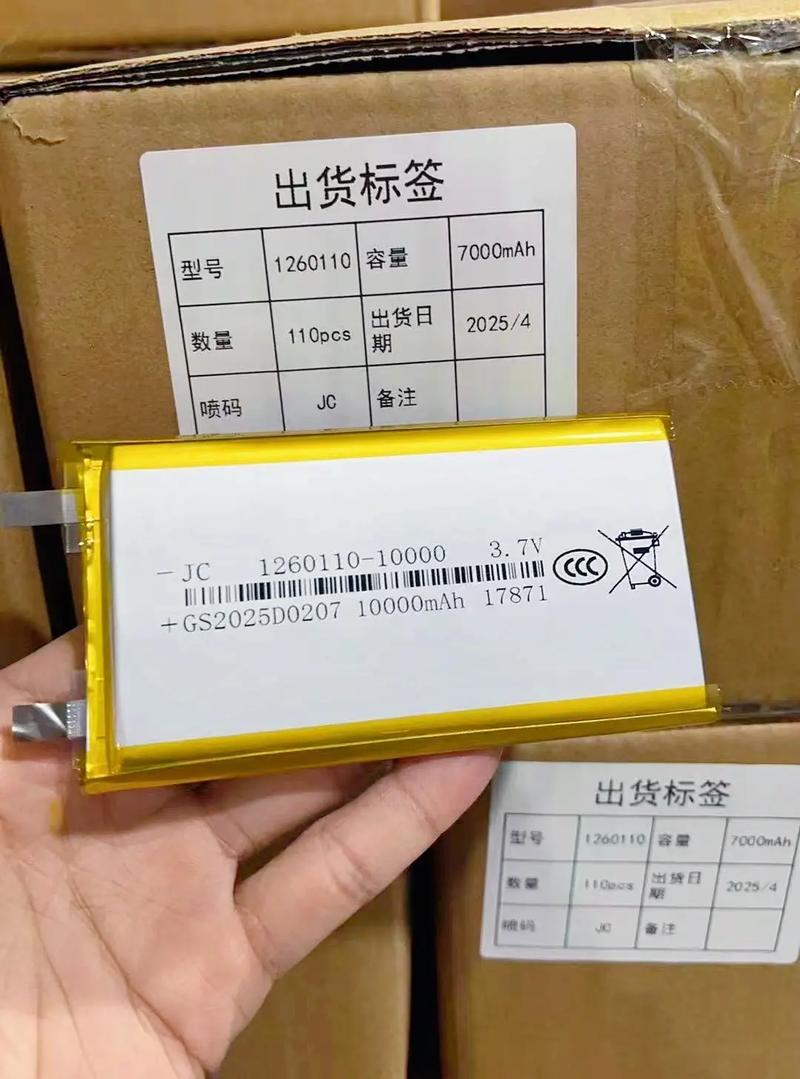 出货标签
型号 1260110 容量 7000mAh
数量 110pcs 出货日期 2025/4
喷码 JC 备注
-JC 1260110-10000 3.7V
+GS2025D0207 10000mAh 17871
CCC
出货标签
型号 1260110 容量 7000mAh
数量 110pcs 出货日期 2025/4
喷码 JC 备注